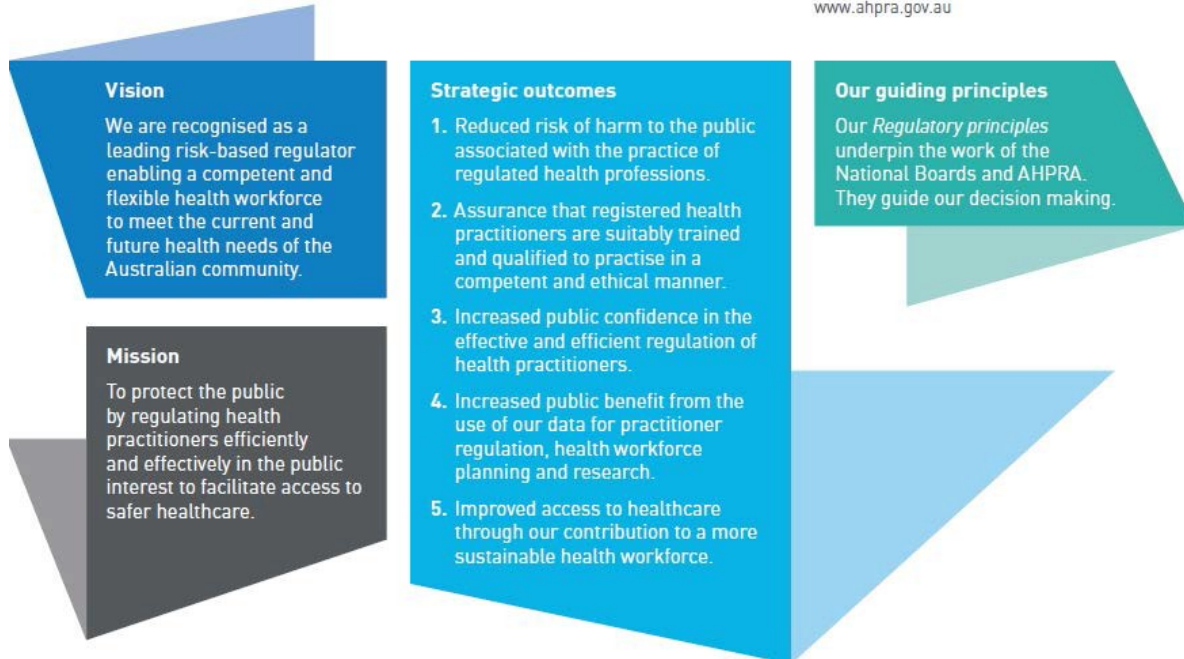 www.ahpra.gov.au
Vision
We are recognised as a
leading risk-based regulator
enabling a competent and
flexible health workforce
to meet the current and
future health needs of the
Australian community.
Mission
To protect the public
by regulating health
practitioners efficiently
and effectively in the public
interest to facilitate access to
safer healthcare.
Strategic outcomes
1. Reduced risk of harm to the public
associated with the practice of
regulated health professions.
2. Assurance that registered health
practitioners are suitably trained
and qualified to practise in a
competent and ethical manner.
3. Increased public confidence in the
effective and efficient regulation of
health practitioners.
4. Increased public benefit from the
use of our data for practitioner
regulation, health workforce
planning and research.
5. Improved access to healthcare
through our contribution to a more
sustainable health workforce.
Our guiding principles
Our Regulatory principles
underpin the work of the
National Boards and AHPRA.
They guide our decision making.